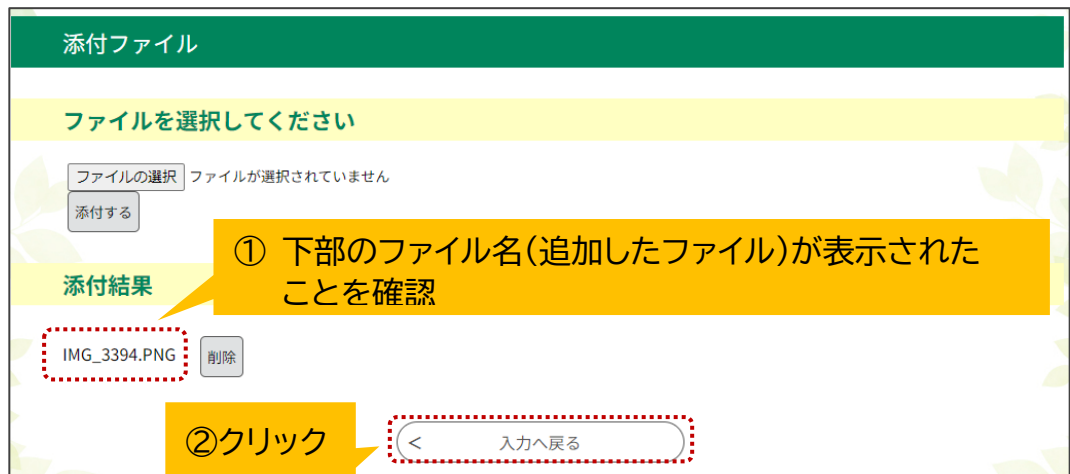 添付ファイル
ファイルを選択してください
ファイルの選択 ファイルが選択されていません
添付する
① 下部のファイル名(追加したファイル)が表示された
ことを確認
添付結果
IMG_3394.PNG 削除
②クリック
< 入力へ戻る